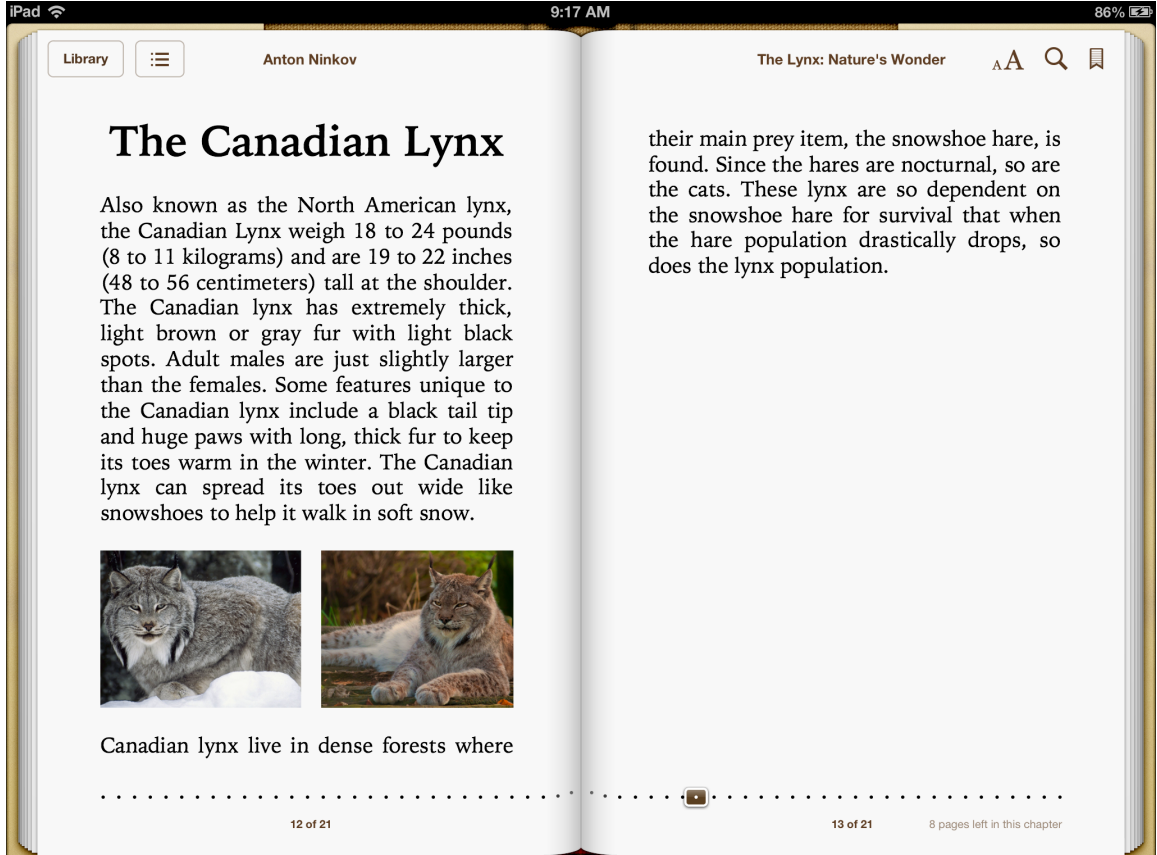 iPad
9:17 AM
86%
Library
Anton Ninkov
The Lynx: Nature's Wonder
AA
The Canadian Lynx
Also known as the North American lynx,
the Canadian Lynx weigh 18 to 24 pounds
(8 to 11 kilograms) and are 19 to 22 inches
(48 to 56 centimeters) tall at the shoulder.
The Canadian lynx has extremely thick,
light brown or gray fur with light black
spots. Adult males are just slightly larger
than the females. Some features unique to
the Canadian lynx include a black tail tip
and huge paws with long, thick fur to keep
its toes warm in the winter. The Canadian
lynx can spread its toes out wide like
snowshoes to help it walk in soft snow.
Canadian lynx live in dense forests where
12 of 21
their main prey item, the snowshoe hare, is
found. Since the hares are nocturnal, so are
the cats. These lynx are so dependent on
the snowshoe hare for survival that when
the hare population drastically drops, so
does the lynx population.
13 of 21
8 pages left in this chapter